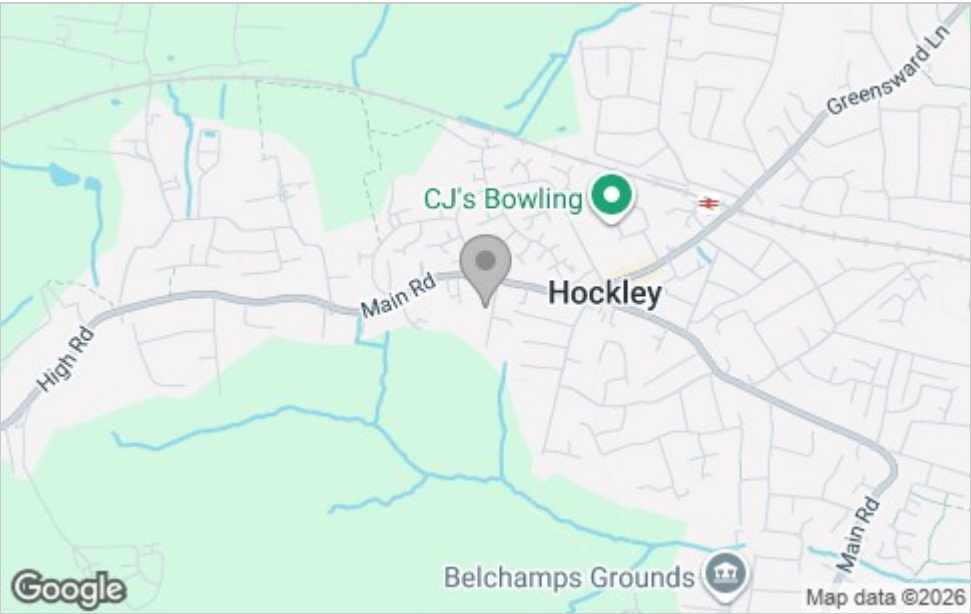 Greensward Ln
CJ's Bowling
Main Rd
Hockley
High Rd
Main Rd
Belchamps Grounds
Google
Map data ©2026